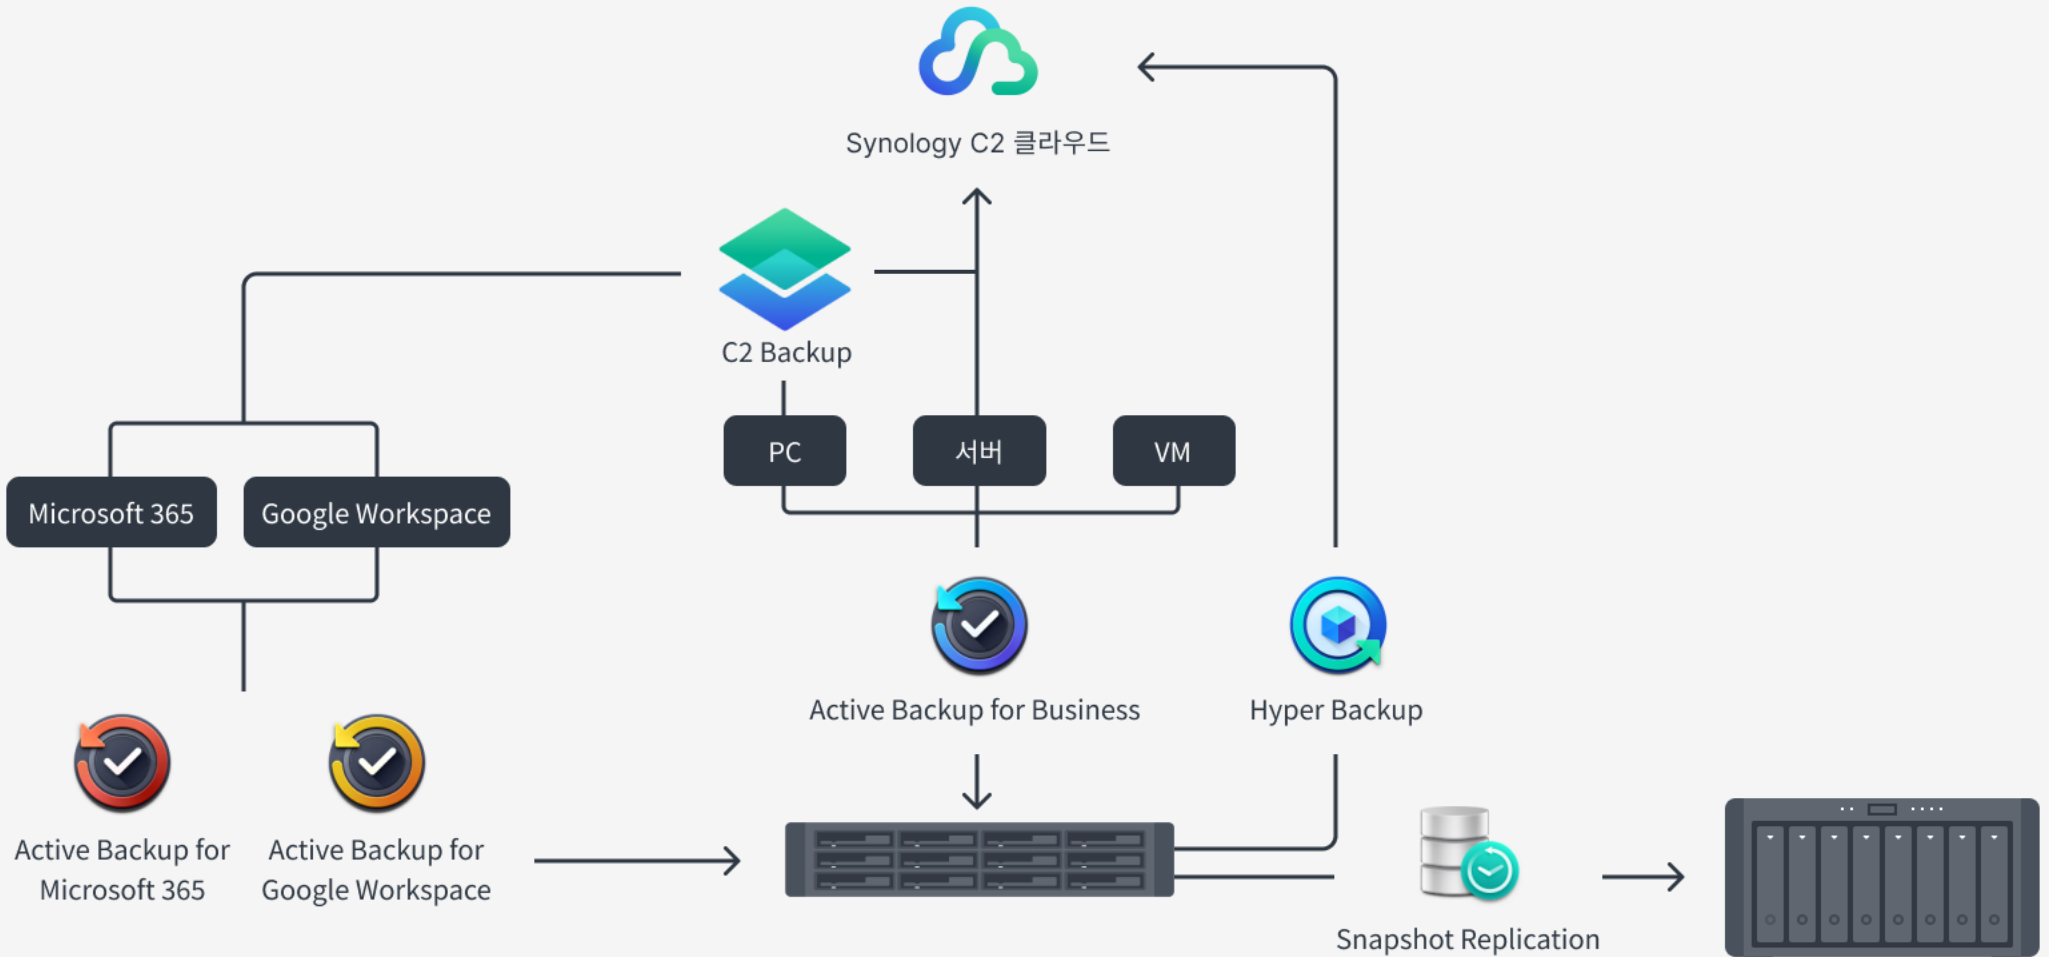 Synology C2 클라우드
C2 Backup
PC
서버
VM
Microsoft 365
Google Workspace
Active Backup for Business
Hyper Backup
Active Backup for
Microsoft 365
Active Backup for
Google Workspace
Snapshot Replication